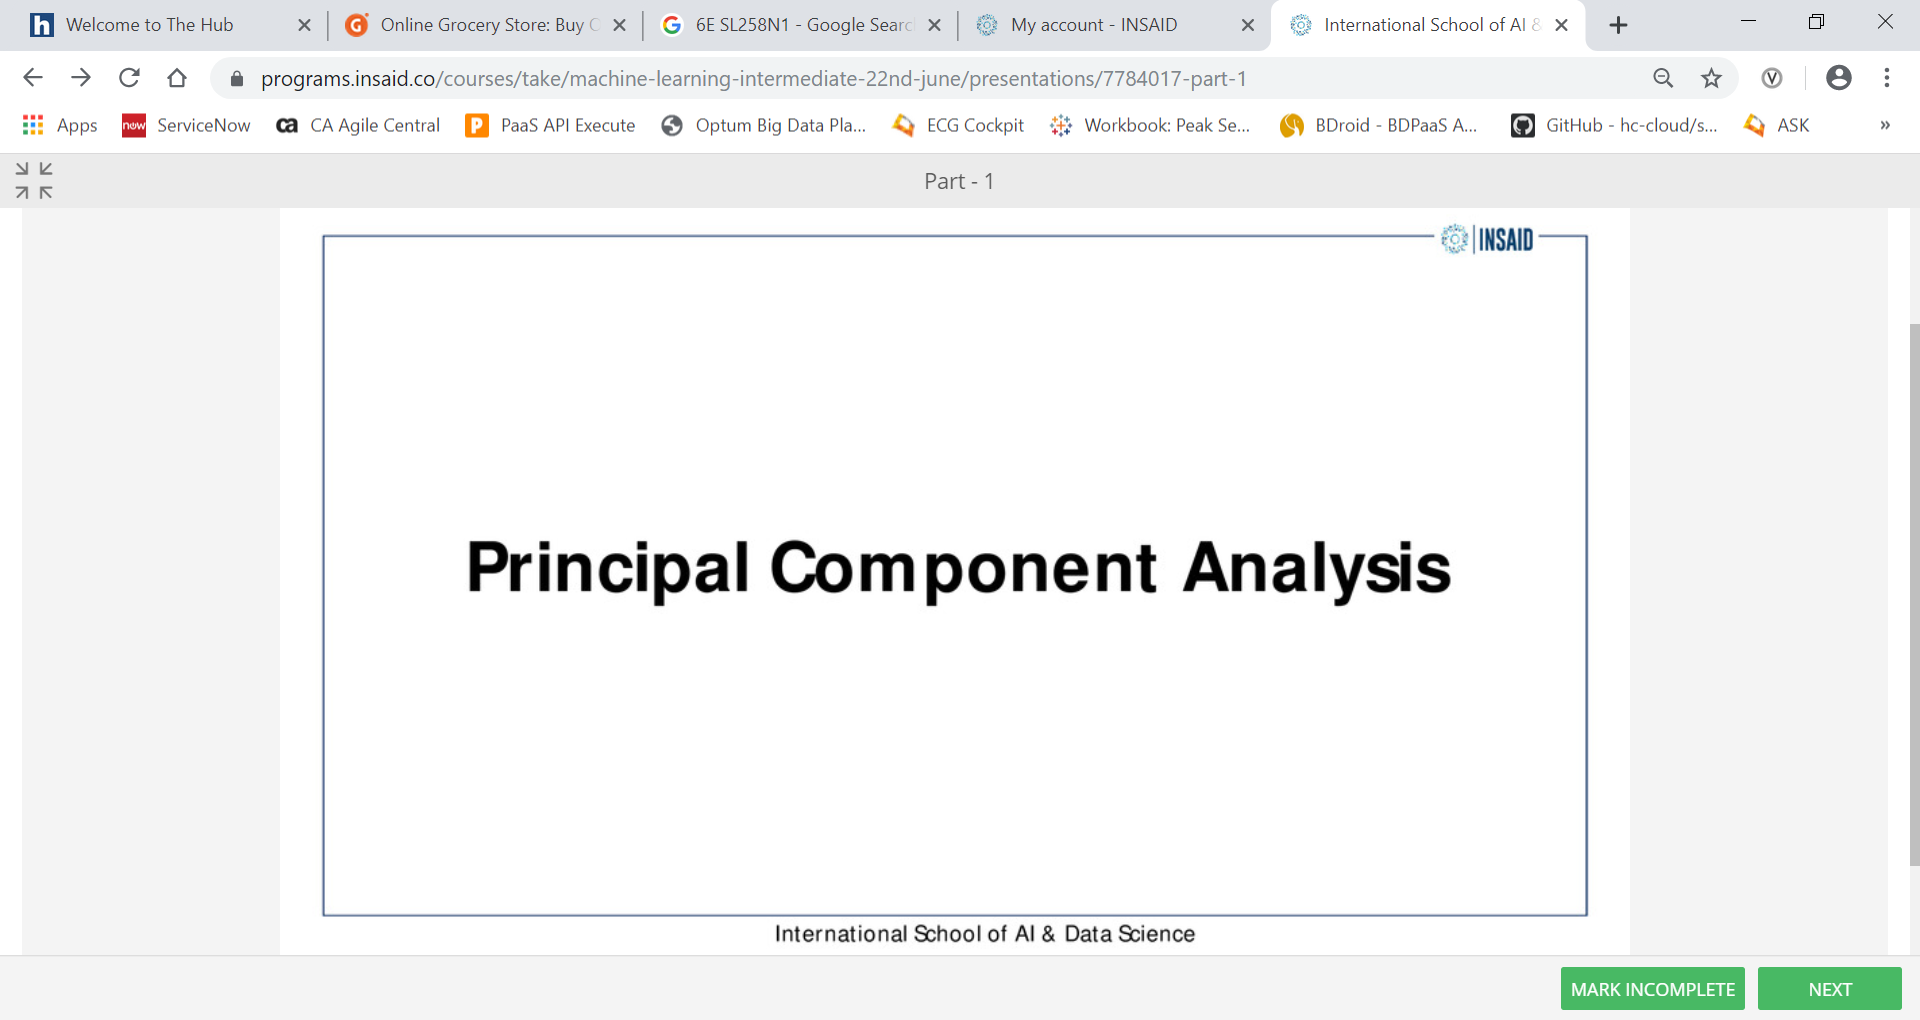 Welcome to The Hub
Online Grocery Store: Buy
6E SL258N1 - Google Searc
My account - INSAID
International School of AI &
programs.insaid.co/courses/take/machine-learning-intermediate-22nd-june/presentations/7784017-part-1
Apps
now ServiceNow
ca CA Agile Central
P PaaS API Execute
Optum Big Data Pla...
ECG Cockpit
Workbook: Peak Se...
BDroid - BDPaaS A...
GitHub - hc-cloud/s...
ASK
»
Part - 1
INSAID
Principal Component Analysis
International School of AI & Data Science
MARK INCOMPLETE
NEXT